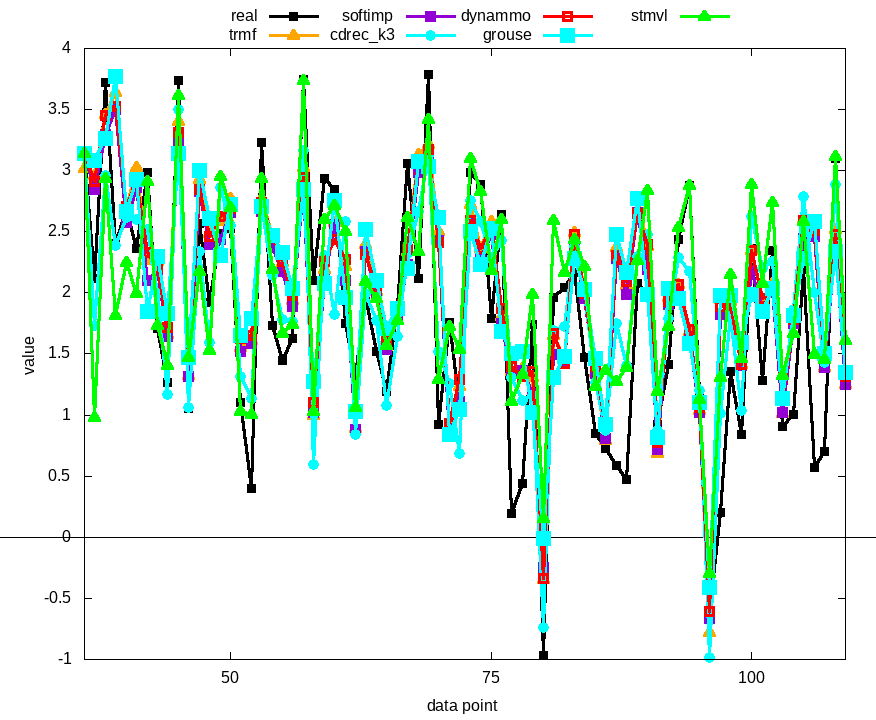 real softimp dynammo stmvl
trmf cdrec_k3 grouse
4
3.5
3
2.5
2
1.5
1
0.5
0
-0.5
-1
value
50 75 100
data point